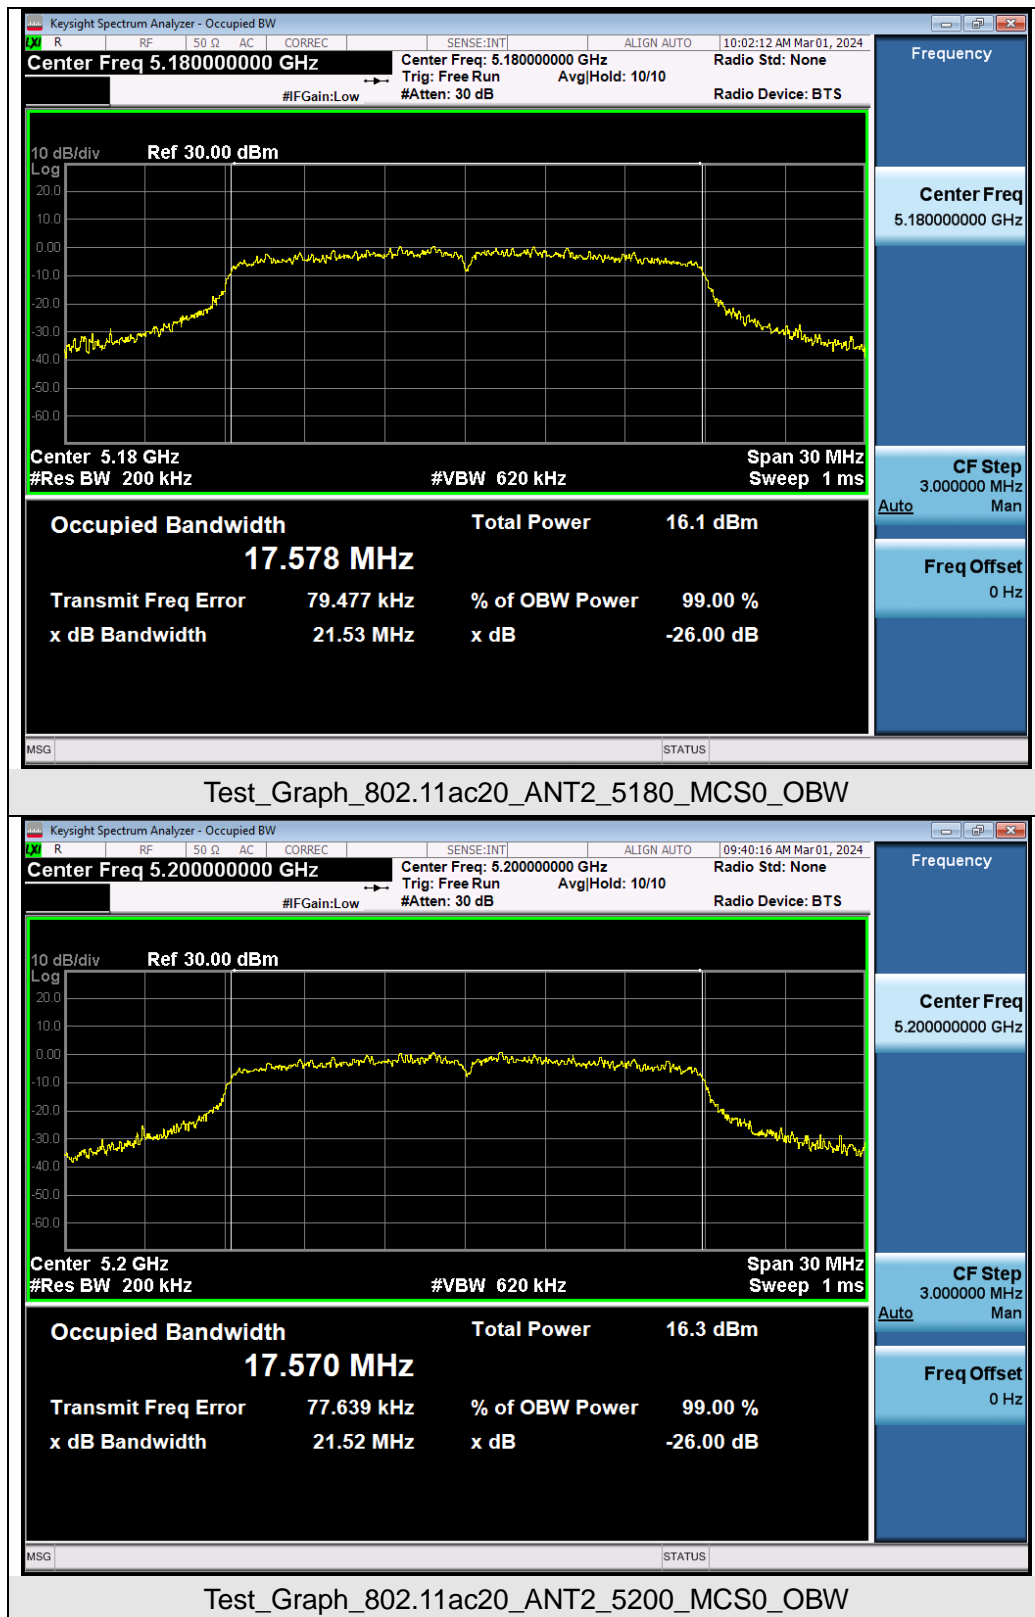 Keysight Spectrum Analyzer - Occupied BW
LXI R RF 50 Ω AC CORREC SENSE:INT ALIGN AUTO 10:02:12 AM Mar 01, 2024
Center Freq 5.180000000 GHz
Center Freq: 5.180000000 GHz
Radio Std: None
Trig: Free Run Avg|Hold: 10/10
#IFGain:Low
#Atten: 30 dB
Radio Device: BTS
Frequency
10 dB/div Ref 30.00 dBm
Log
20.0
10.0
0.00
-10.0
-20.0
-30.0
-40.0
-50.0
-60.0
Center Freq
5.180000000 GHz
Center 5.18 GHz Span 30 MHz
#Res BW 200 kHz #VBW 620 kHz Sweep 1 ms
CF Step
3.000000 MHz
Auto Man
Freq Offset
0 Hz
Occupied Bandwidth Total Power 16.1 dBm
17.578 MHz
Transmit Freq Error 79.477 kHz % of OBW Power 99.00 %
x dB Bandwidth 21.53 MHz x dB -26.00 dB
MSG STATUS
Test_Graph_802.11ac20_ANT2_5180_MCS0_OBW
Keysight Spectrum Analyzer - Occupied BW
LXI R RF 50 Ω AC CORREC SENSE:INT ALIGN AUTO 09:40:16 AM Mar 01, 2024
Center Freq 5.200000000 GHz
Center Freq: 5.200000000 GHz
Radio Std: None
Trig: Free Run Avg|Hold: 10/10
#IFGain:Low
#Atten: 30 dB
Radio Device: BTS
Frequency
10 dB/div Ref 30.00 dBm
Log
20.0
10.0
0.00
-10.0
-20.0
-30.0
-40.0
-50.0
-60.0
Center Freq
5.200000000 GHz
Center 5.2 GHz Span 30 MHz
#Res BW 200 kHz #VBW 620 kHz Sweep 1 ms
CF Step
3.000000 MHz
Auto Man
Freq Offset
0 Hz
Occupied Bandwidth Total Power 16.3 dBm
17.570 MHz
Transmit Freq Error 77.639 kHz % of OBW Power 99.00 %
x dB Bandwidth 21.52 MHz x dB -26.00 dB
MSG STATUS
Test_Graph_802.11ac20_ANT2_5200_MCS0_OBW